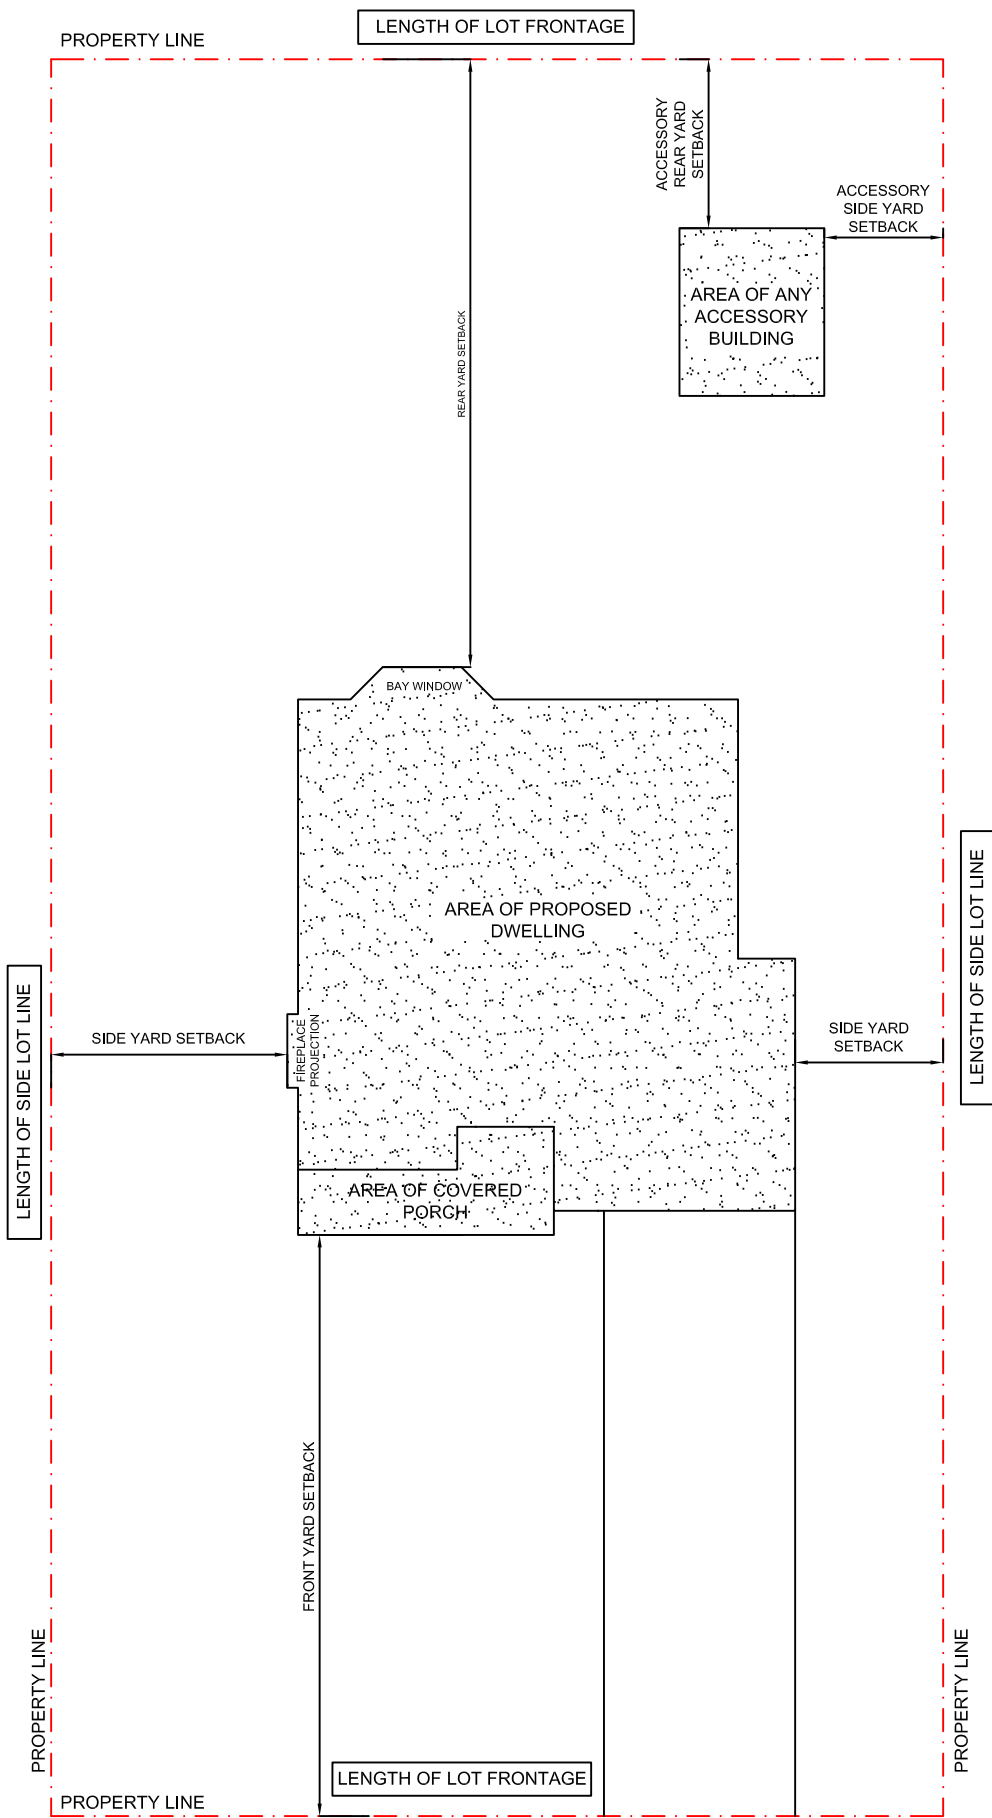 LENGTH OF LOT FRONTAGE
PROPERTY LINE
ACCESSORY
REAR YARD
SETBACK
ACCESSORY
SIDE YARD
SETBACK
AREA OF ANY
ACCESSORY
BUILDING
REAR YARD SETBACK
BAY WINDOW
AREA OF PROPOSED
DWELLING
LENGTH OF SIDE LOT LINE
LENGTH OF SIDE LOT LINE
SIDE YARD SETBACK
FIREPLACE
PROJECTION
SIDE YARD
SETBACK
AREA OF COVERED
PORCH
FRONT YARD SETBACK
PROPERTY LINE
PROPERTY LINE
LENGTH OF LOT FRONTAGE
PROPERTY LINE